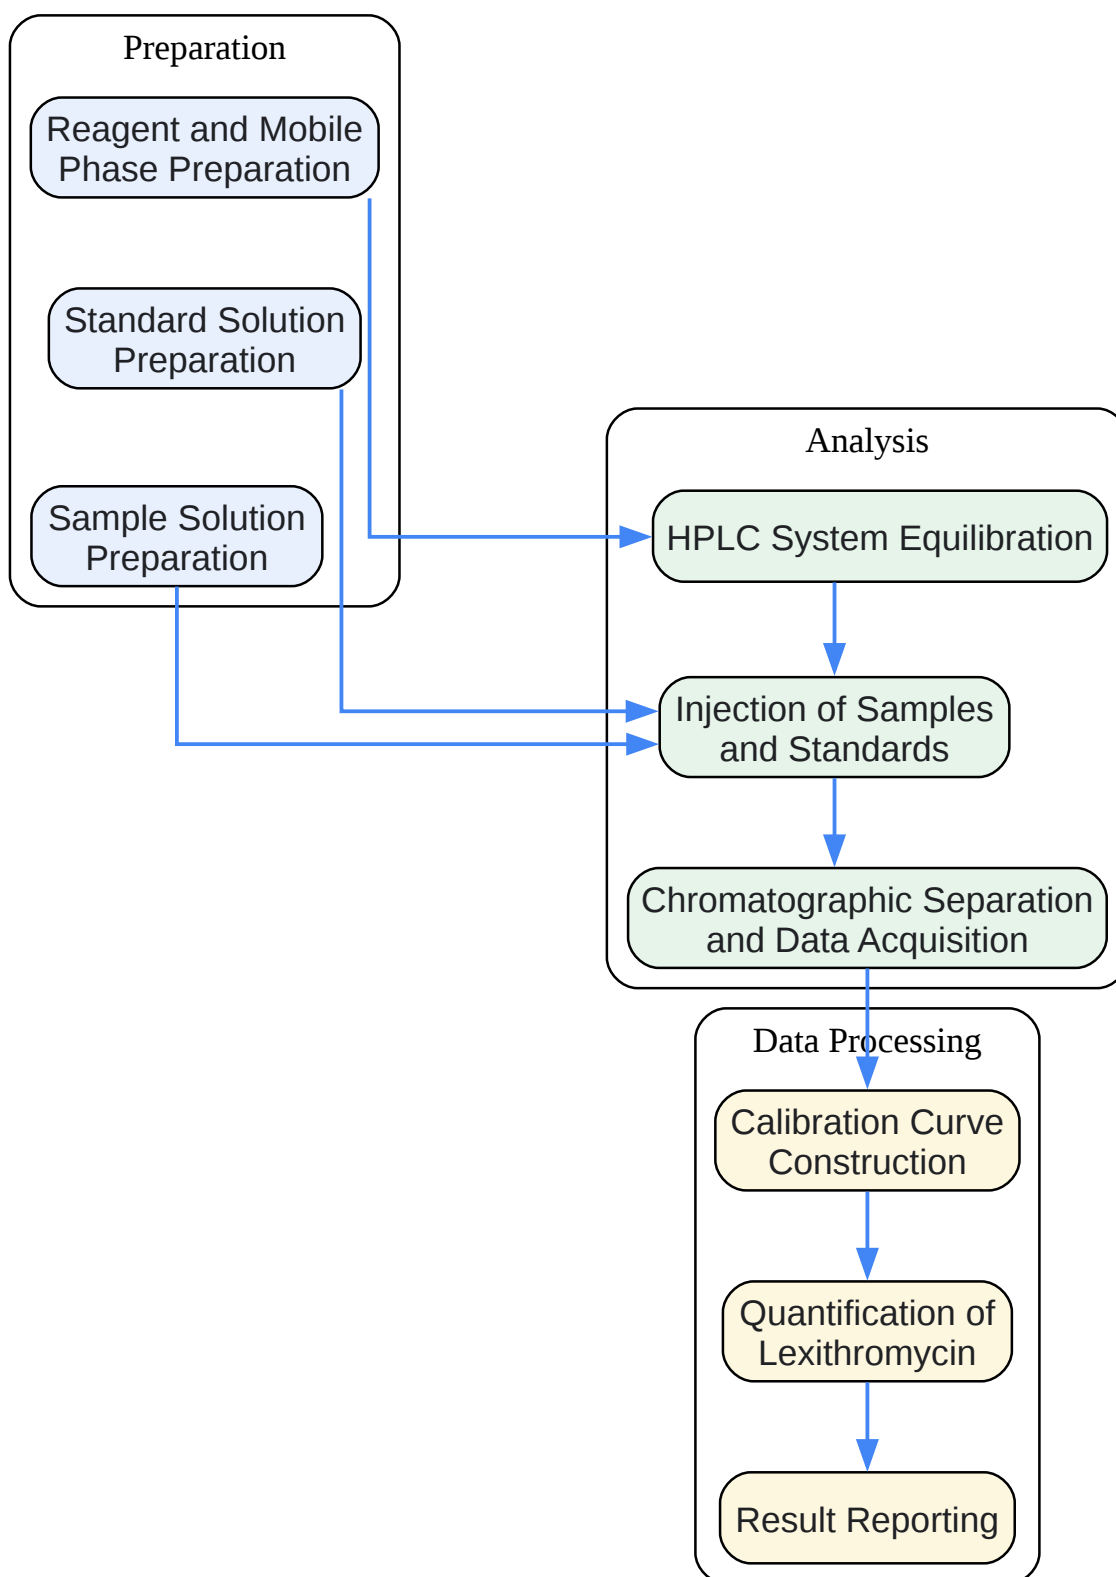 Preparation
Reagent and Mobile
Phase Preparation
Standard Solution
Preparation
Sample Solution
Preparation
Analysis
HPLC System Equilibration
Injection of Samples
and Standards
Chromatographic Separation
and Data Acquisition
Data Processing
Calibration Curve
Construction
Quantification of
Lexithromycin
Result Reporting